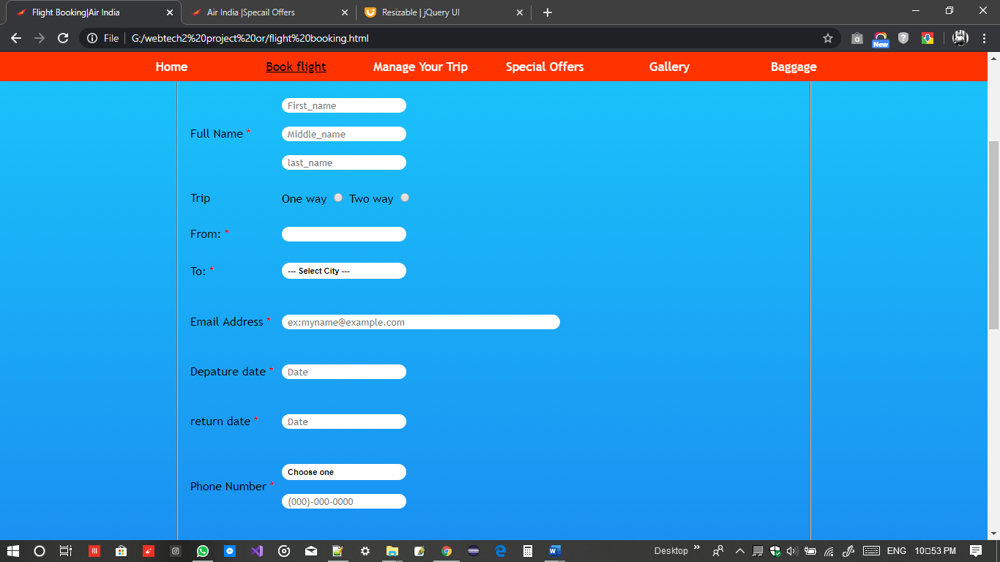 Flight Booking|Air India
Air India |Specail Offers
Resizable | jQuery UI
File
G:/webtech2%20project%20or/flight%20booking.html
New
Home
Book flight
Manage Your Trip
Special Offers
Gallery
Baggage
First_name
Full Name *
Middle_name
last_name
Trip
One way
Two way
From: *
To: *
--- Select City ---
Email Address *
ex:myname@example.com
Depature date *
Date
return date *
Date
Choose one
Phone Number *
(000)-000-0000
Desktop
ENG
10□53 PM